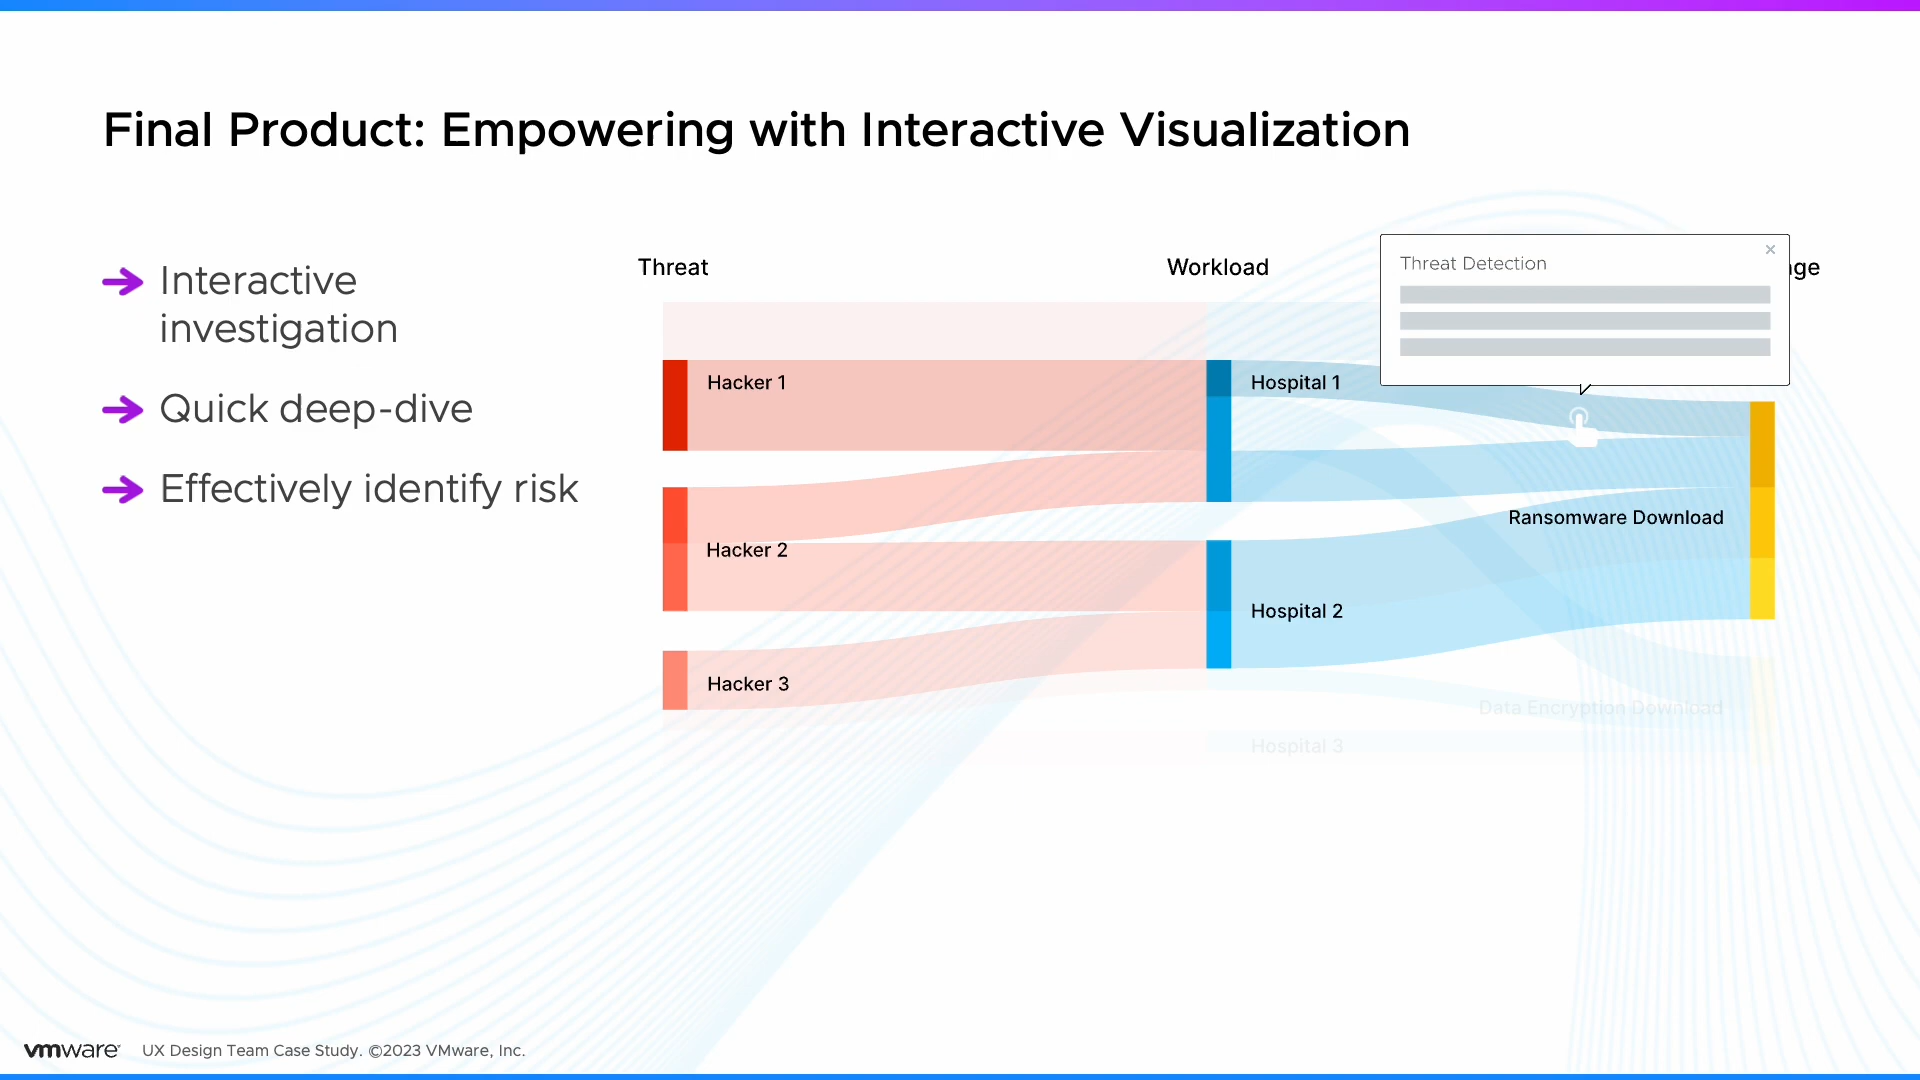 Final Product: Empowering with Interactive Visualization
Interactive
investigation
Quick deep-dive
Effectively identify risk
Threat
Workload
Threat Detection
Hacker 1
Hospital 1
Ransomware Download
Hacker 2
Hospital 2
Hacker 3
Data Encryption Download
Hospital 3
vmware UX Design Team Case Study. ©2023 VMware, Inc.